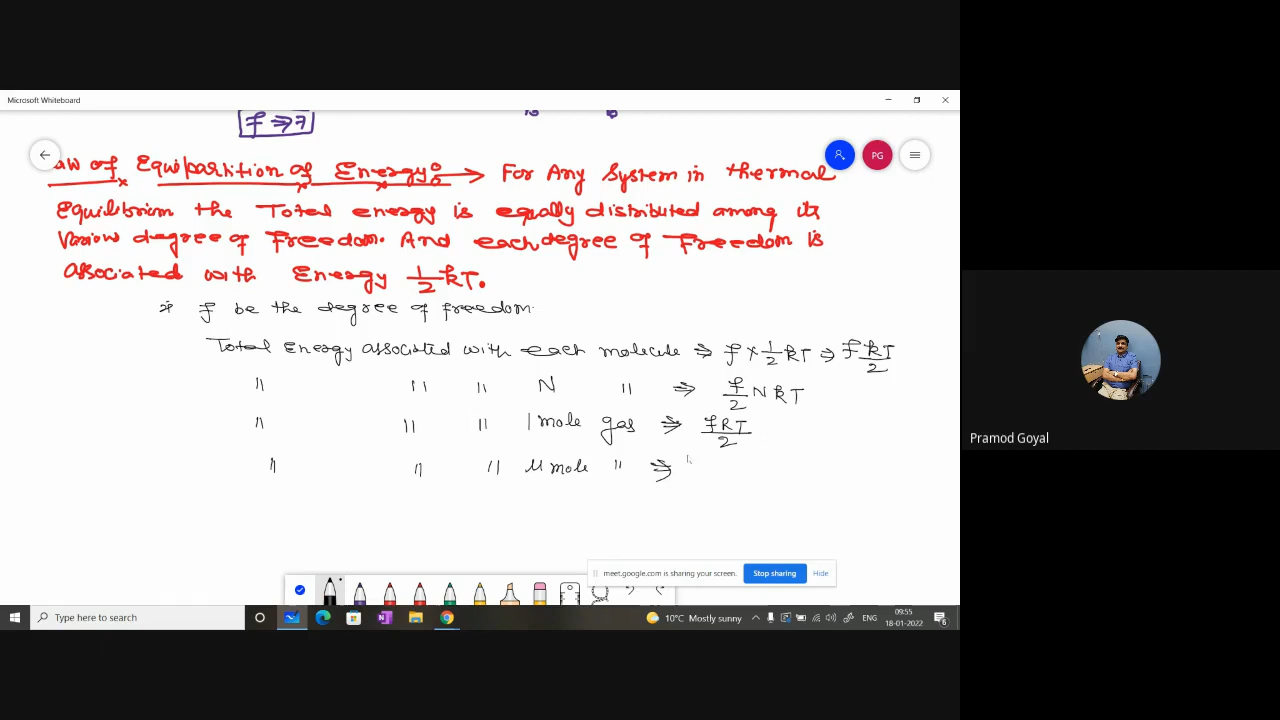 Microsoft Whiteboard
f ⇒ 7
aw of Equipartition of Energy: → For Any System in thermal
Equilibrium the Total energy is equally distributed among its
Various degree of Freedom. And each degree of Freedom is
associated with Energy 1/2 kT.
PG
* f be the degree of freedom.
Total Energy associated with each molecule ⇒ f × 1/2 kT ⇒ f kT/2
" " " N " ⇒ f/2 N kT
" " " 1 mole gas ⇒ fRT/2
" " " μ mole " ⇒
Pramod Goyal
meet.google.com is sharing your screen. Stop sharing Hide
Type here to search
10°C Mostly sunny
ENG
09:55
18-01-2022
6